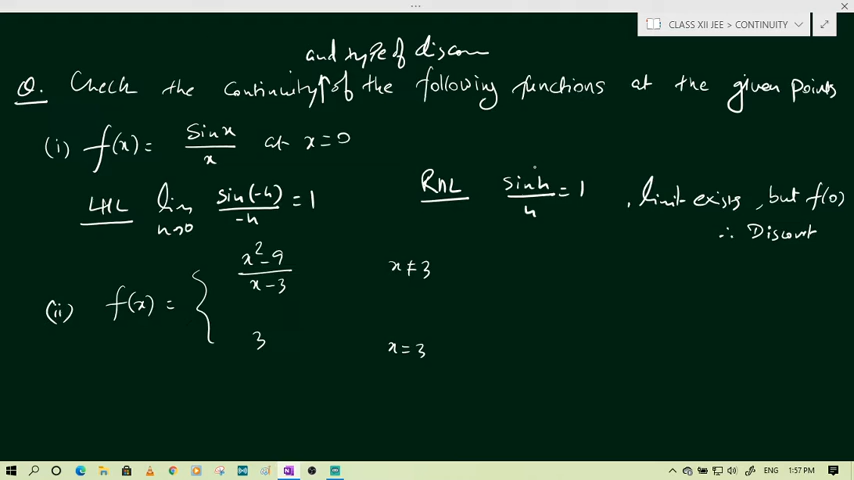 CLASS XII JEE > CONTINUITY
and type of discon
Q. Check the continuity of the following functions at the given points
(i) f(x) = sinx/x at x=0
LHL lim h→0 sin(-h)/-h = 1 RHL sinh/h = 1 , limit exists, but f(0)
∴ Discont
(ii) f(x) = { x²-9/x-3 x≠3
3 x=3
ENG 1:57 PM